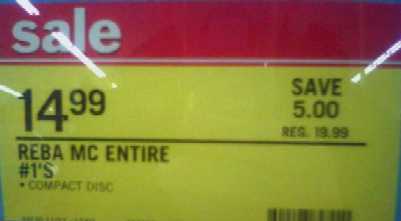 sale
14.99
SAVE
5.00
REG. 19.99
REBA MC ENTIRE
#1'S
• COMPACT DISC